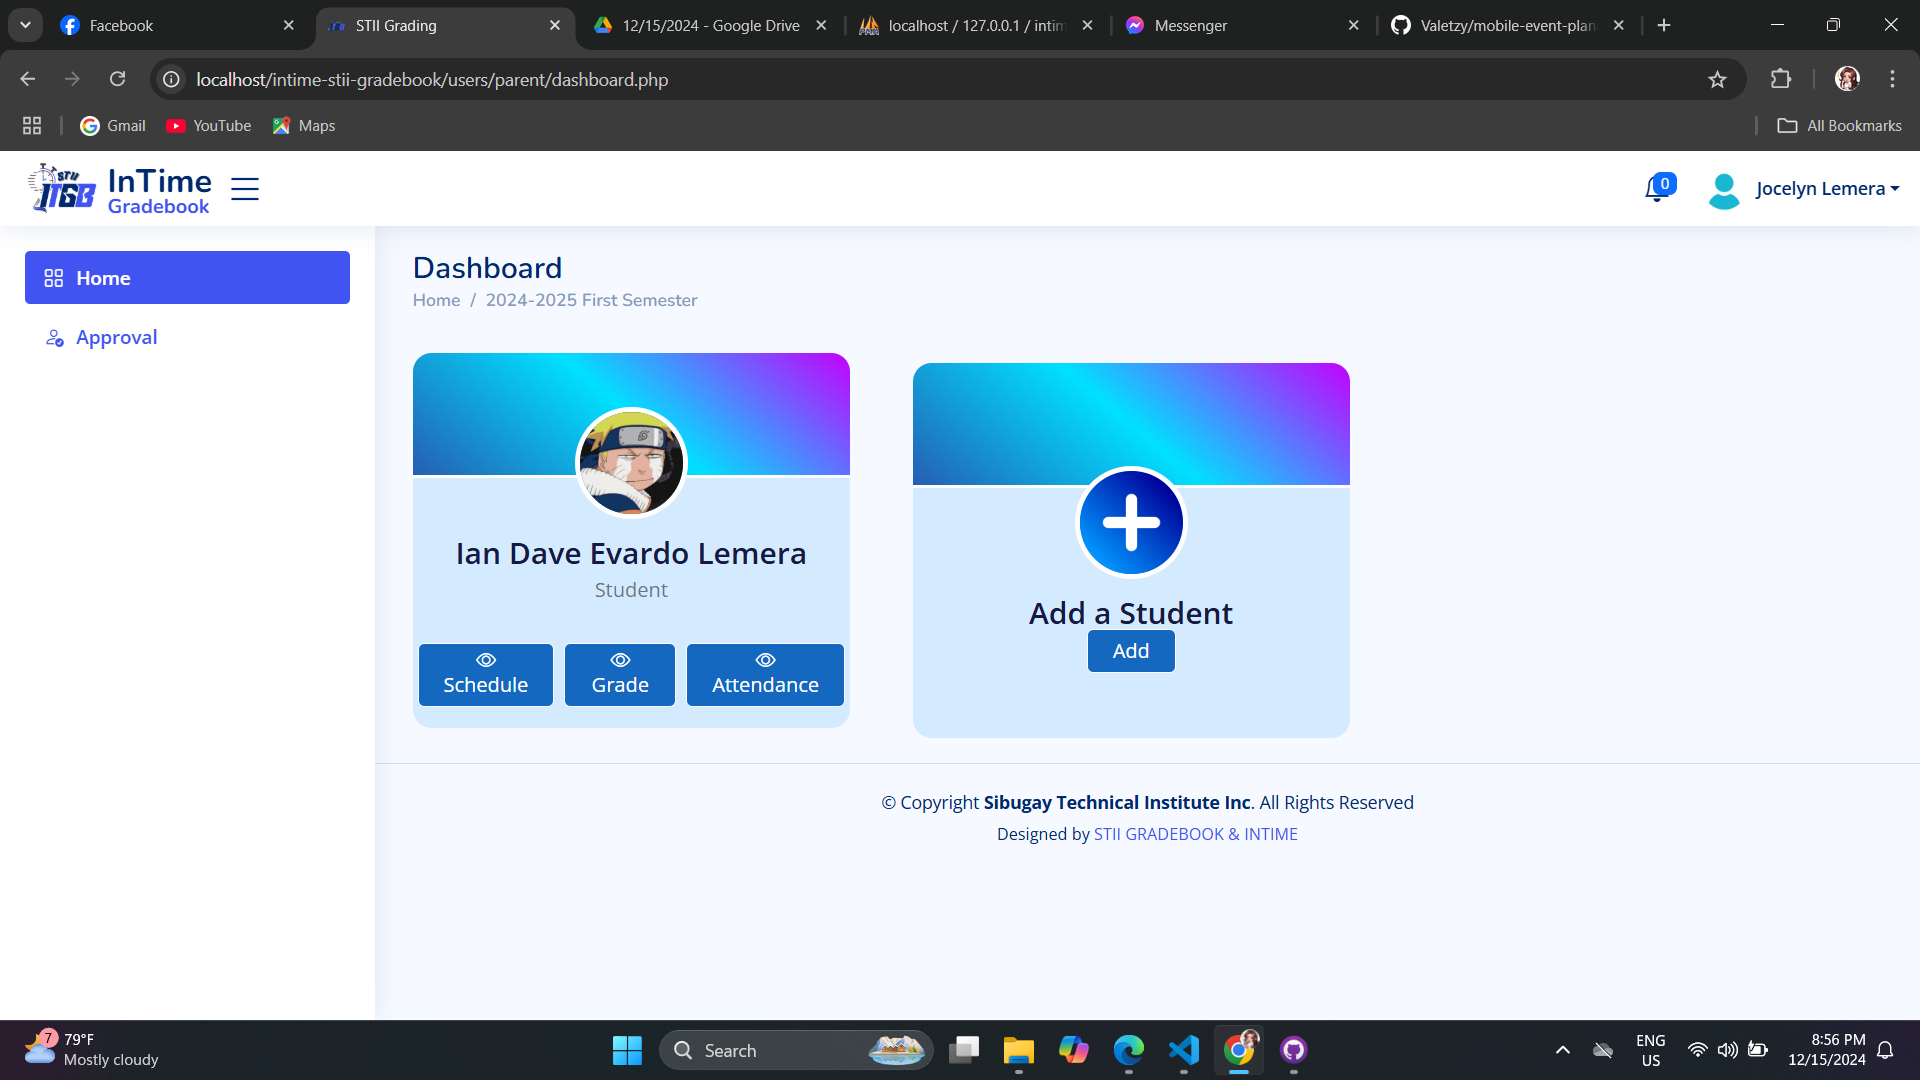 Facebook
STII Grading
12/15/2024 - Google Drive
localhost / 127.0.0.1 / intim
Messenger
Valetzy/mobile-event-plan
localhost/intime-stii-gradebook/users/parent/dashboard.php
Gmail
YouTube
Maps
All Bookmarks
STII
ITGB
InTime
Gradebook
0
Jocelyn Lemera
Home
Approval
Dashboard
Home / 2024-2025 First Semester
Ian Dave Evardo Lemera
Student
Schedule
Grade
Attendance
Add a Student
Add
© Copyright Sibugay Technical Institute Inc. All Rights Reserved
Designed by STII GRADEBOOK & INTIME
7
79°F
Mostly cloudy
Search
ENG
US
8:56 PM
12/15/2024